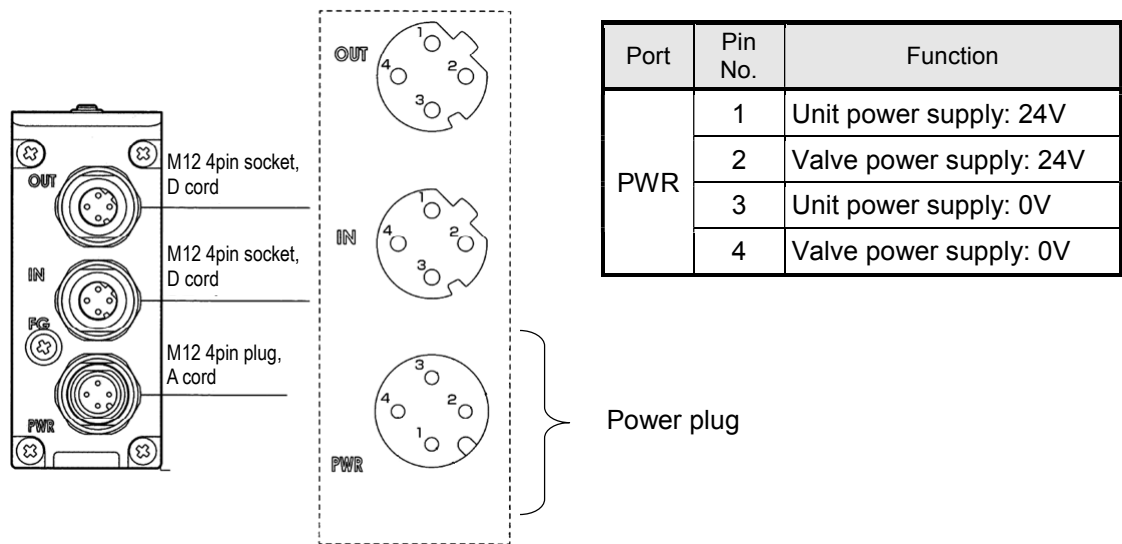 OUT
M12 4pin socket,
D cord
IN
M12 4pin socket,
D cord
FG
M12 4pin plug,
A cord
PWR
OUT
1
4
2
3
IN
1
4
2
3
3
4
2
1
PWR
Power plug
Port Pin No. Function
PWR
1 Unit power supply: 24V
2 Valve power supply: 24V
3 Unit power supply: 0V
4 Valve power supply: 0V